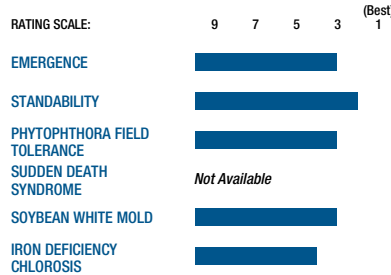 (Best)
RATING SCALE: 9 7 5 3 1
EMERGENCE
STANDABILITY
PHYTOPHTHORA FIELD
TOLERANCE
SUDDEN DEATH
SYNDROME
Not Available
SOYBEAN WHITE MOLD
IRON DEFICIENCY
CHLOROSIS